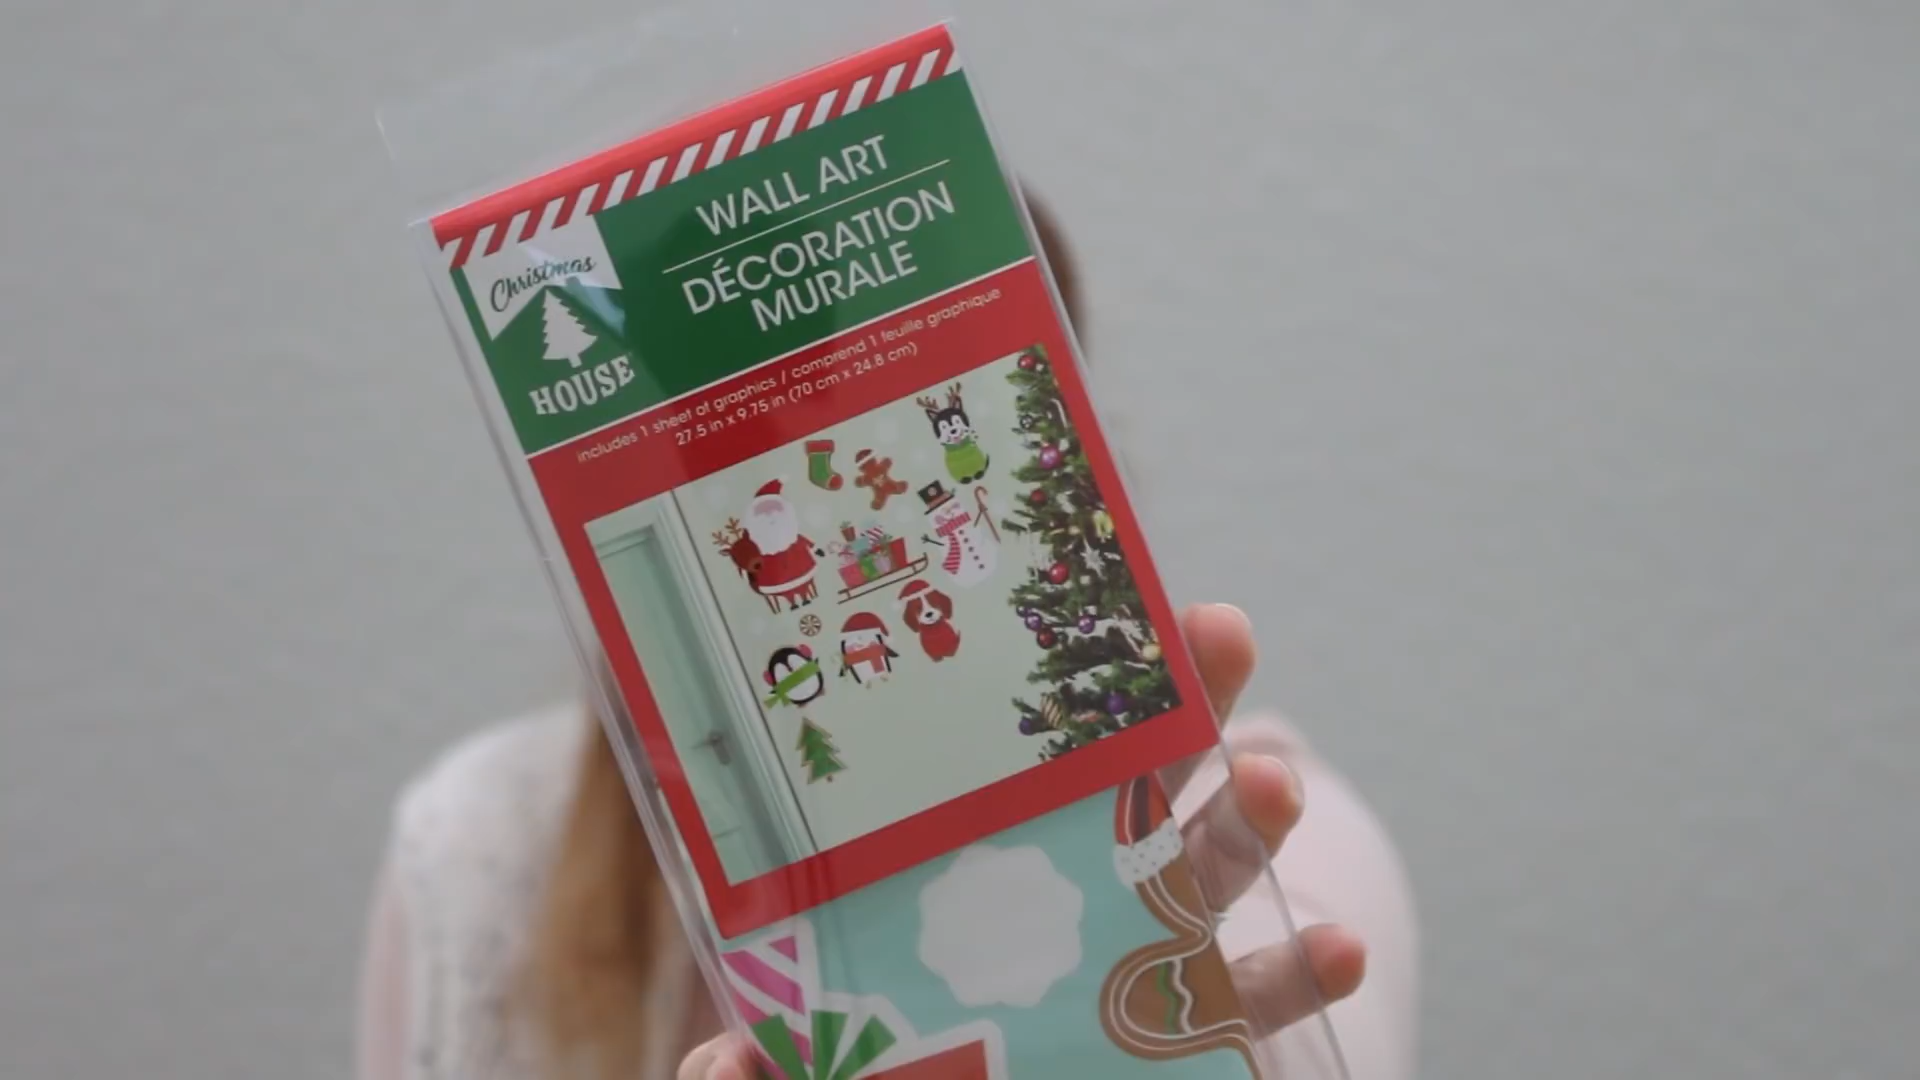 WALL ART
DÉCORATION
MURALE
Christmas
HOUSE
includes 1 sheet of graphics / comprend 1 feuille graphique
27.5 in x 9.75 in (70 cm x 24.8 cm)